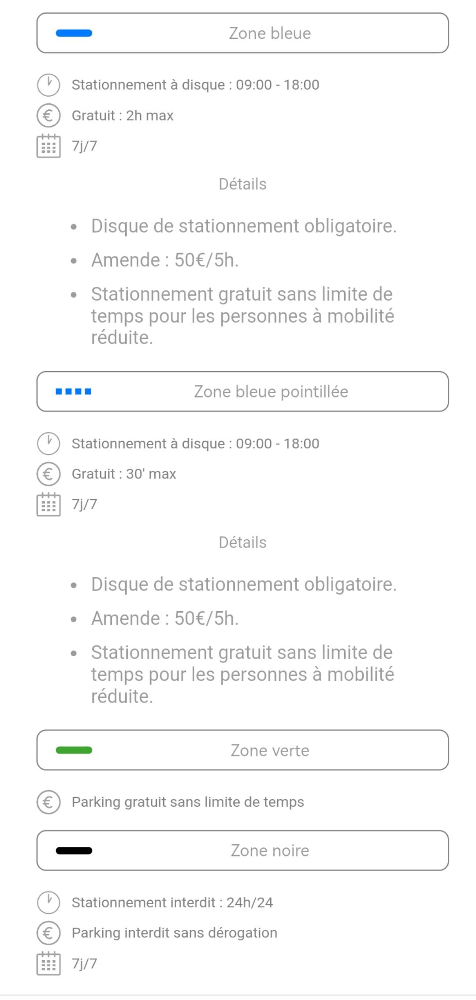 Zone bleue
Stationnement à disque : 09:00 - 18:00
Gratuit : 2h max
7j/7
Détails
• Disque de stationnement obligatoire.
• Amende : 50€/5h.
• Stationnement gratuit sans limite de
temps pour les personnes à mobilité
réduite.
Zone bleue pointillée
Stationnement à disque : 09:00 - 18:00
Gratuit : 30' max
7j/7
Détails
• Disque de stationnement obligatoire.
• Amende : 50€/5h.
• Stationnement gratuit sans limite de
temps pour les personnes à mobilité
réduite.
Zone verte
Parking gratuit sans limite de temps
Zone noire
Stationnement interdit : 24h/24
Parking interdit sans dérogation
7j/7